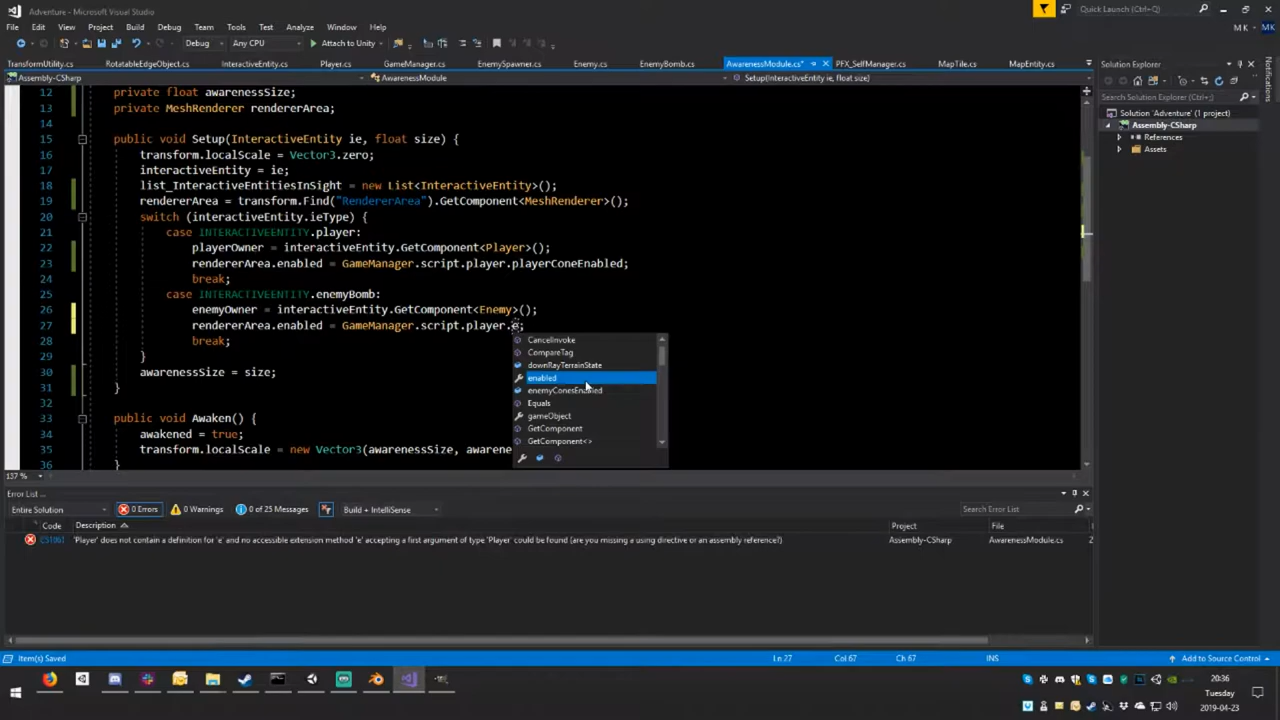 Adventure - Microsoft Visual Studio
Quick Launch (Ctrl+;)
File Edit View Project Build Debug Team Tools Test Analyze Window Help
M K MK
Debug Any CPU Attach to Unity
TransformUtility.cs RotatableEdgeObject.cs InteractiveEntity.cs Player.cs GameManager.cs EnemySpawner.cs Enemy.cs EnemyBomb.cs AwarenessModule.cs* PFX_SelfManager.cs MapTile.cs MapEntity.cs
Solution Explorer
Notifications
Assembly-CSharp AwarenessModule Setup(InteractiveEntity ie, float size)
Search Solution Explorer (Ctrl+;)
Solution 'Adventure' (1 project)
Assembly-CSharp
References
Assets
12 private float awarenessSize;
13 private MeshRenderer rendererArea;
14
15 public void Setup(InteractiveEntity ie, float size) {
16 transform.localScale = Vector3.zero;
17 interactiveEntity = ie;
18 list_InteractiveEntitiesInSight = new List<InteractiveEntity>();
19 rendererArea = transform.Find("RendererArea").GetComponent<MeshRenderer>();
20 switch (interactiveEntity.ieType) {
21 case INTERACTIVEENTITY.player:
22 playerOwner = interactiveEntity.GetComponent<Player>();
23 rendererArea.enabled = GameManager.script.player.playerConeEnabled;
24 break;
25 case INTERACTIVEENTITY.enemyBomb:
26 enemyOwner = interactiveEntity.GetComponent<Enemy>();
27 rendererArea.enabled = GameManager.script.player.e;
28 break;
29 }
30 awarenessSize = size;
31 }
32
33 public void Awaken() {
34 awakened = true;
35 transform.localScale = new Vector3(awarenessSize, awarene
36 }
CancelInvoke
CompareTag
downRayTerrainState
enabled
enemyConesEnabled
Equals
gameObject
GetComponent
GetComponent<>
137 %
Error List ...
Entire Solution 0 Errors 0 Warnings 0 of 25 Messages Build + IntelliSense
Search Error List
Code Description Project File
CS1061 'Player' does not contain a definition for 'e' and no accessible extension method 'e' accepting a first argument of type 'Player' could be found (are you missing a using directive or an assembly reference?) Assembly-CSharp AwarenessModule.cs
Item(s) Saved Ln 27 Col 67 Ch 67 INS Add to Source Control
20:36
Tuesday
2019-04-23